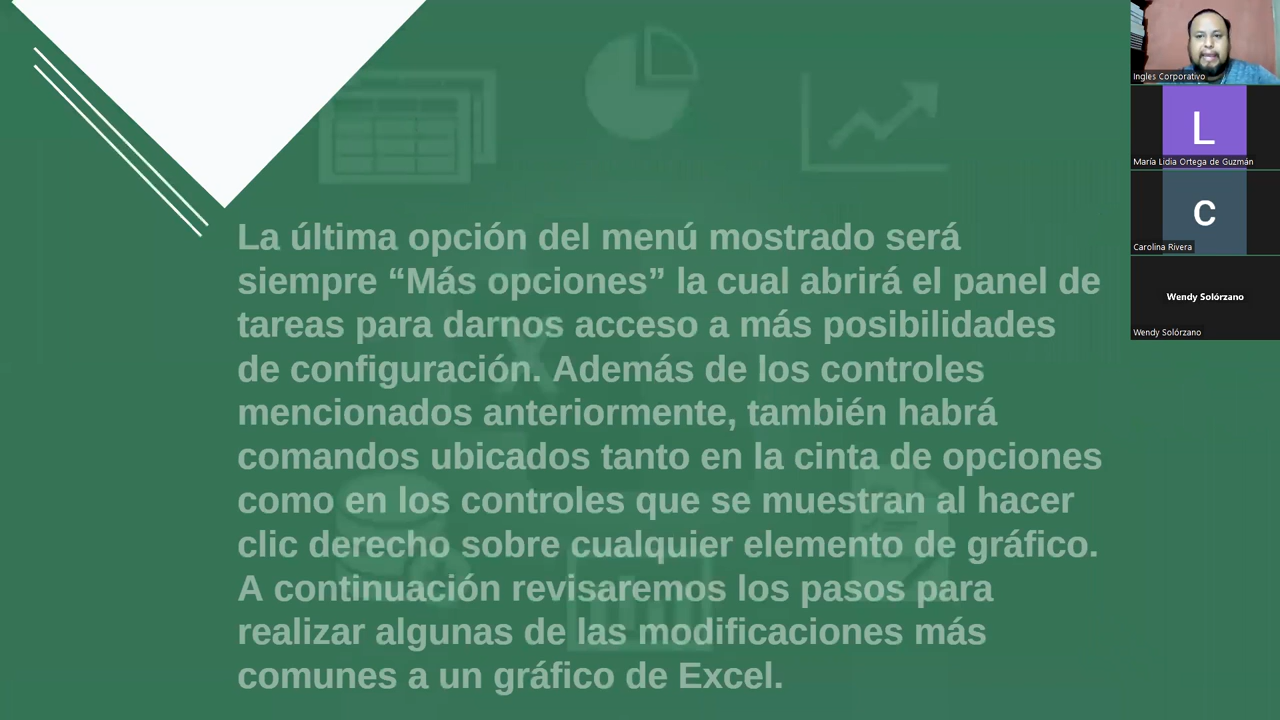 La última opción del menú mostrado será
siempre “Más opciones” la cual abrirá el panel de
tareas para darnos acceso a más posibilidades
de configuración. Además de los controles
mencionados anteriormente, también habrá
comandos ubicados tanto en la cinta de opciones
como en los controles que se muestran al hacer
clic derecho sobre cualquier elemento de gráfico.
A continuación revisaremos los pasos para
realizar algunas de las modificaciones más
comunes a un gráfico de Excel.
Ingles Corporativo
L
María Lidia Ortega de Guzmán
C
Carolina Rivera
Wendy Solórzano
Wendy Solórzano